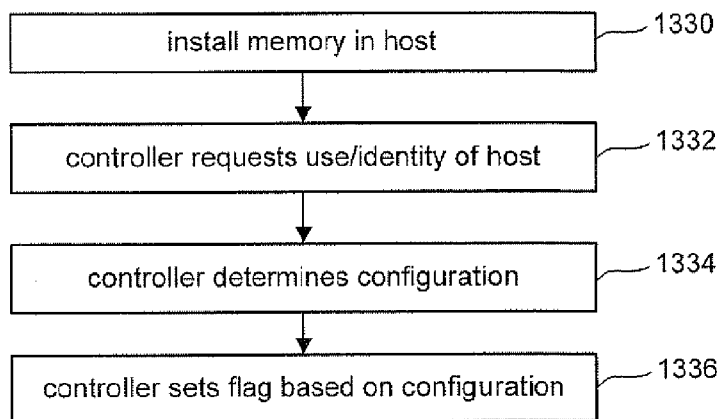 install memory in host
1330
controller requests use/identity of host
1332
controller determines configuration
1334
controller sets flag based on configuration
1336